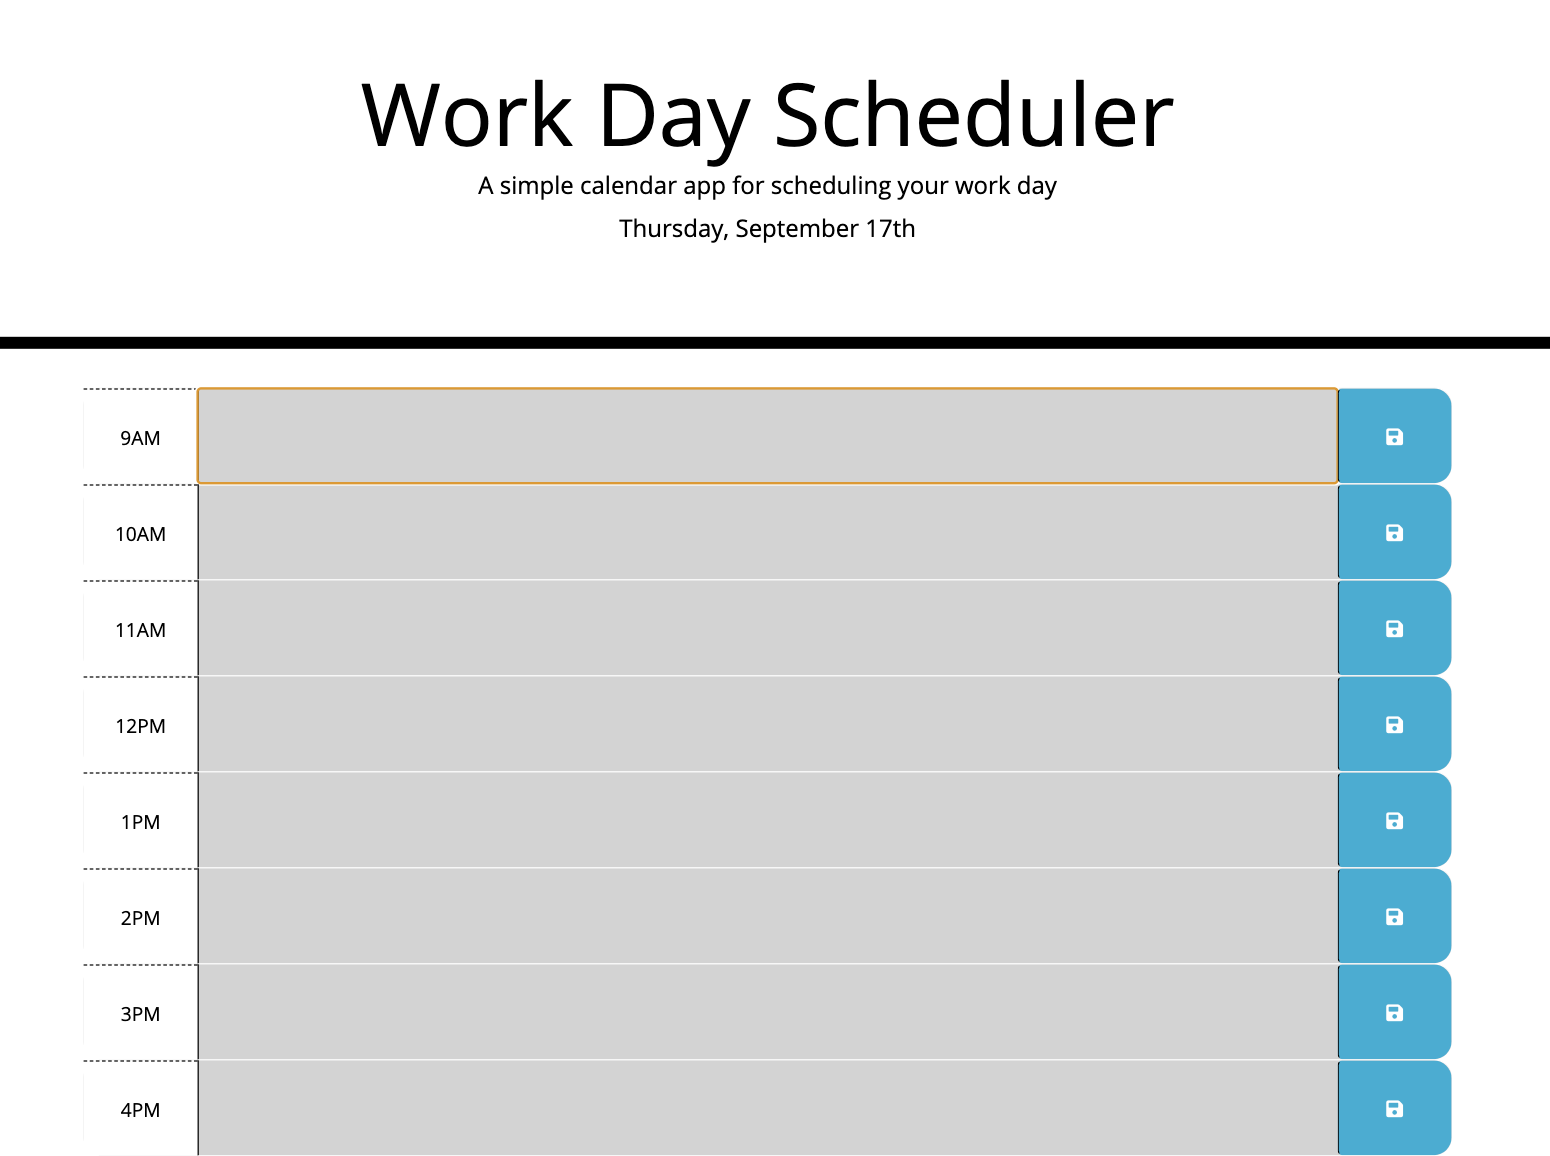 Work Day Scheduler
A simple calendar app for scheduling your work day
Thursday, September 17th
9AM
10AM
11AM
12PM
1PM
2PM
3PM
4PM